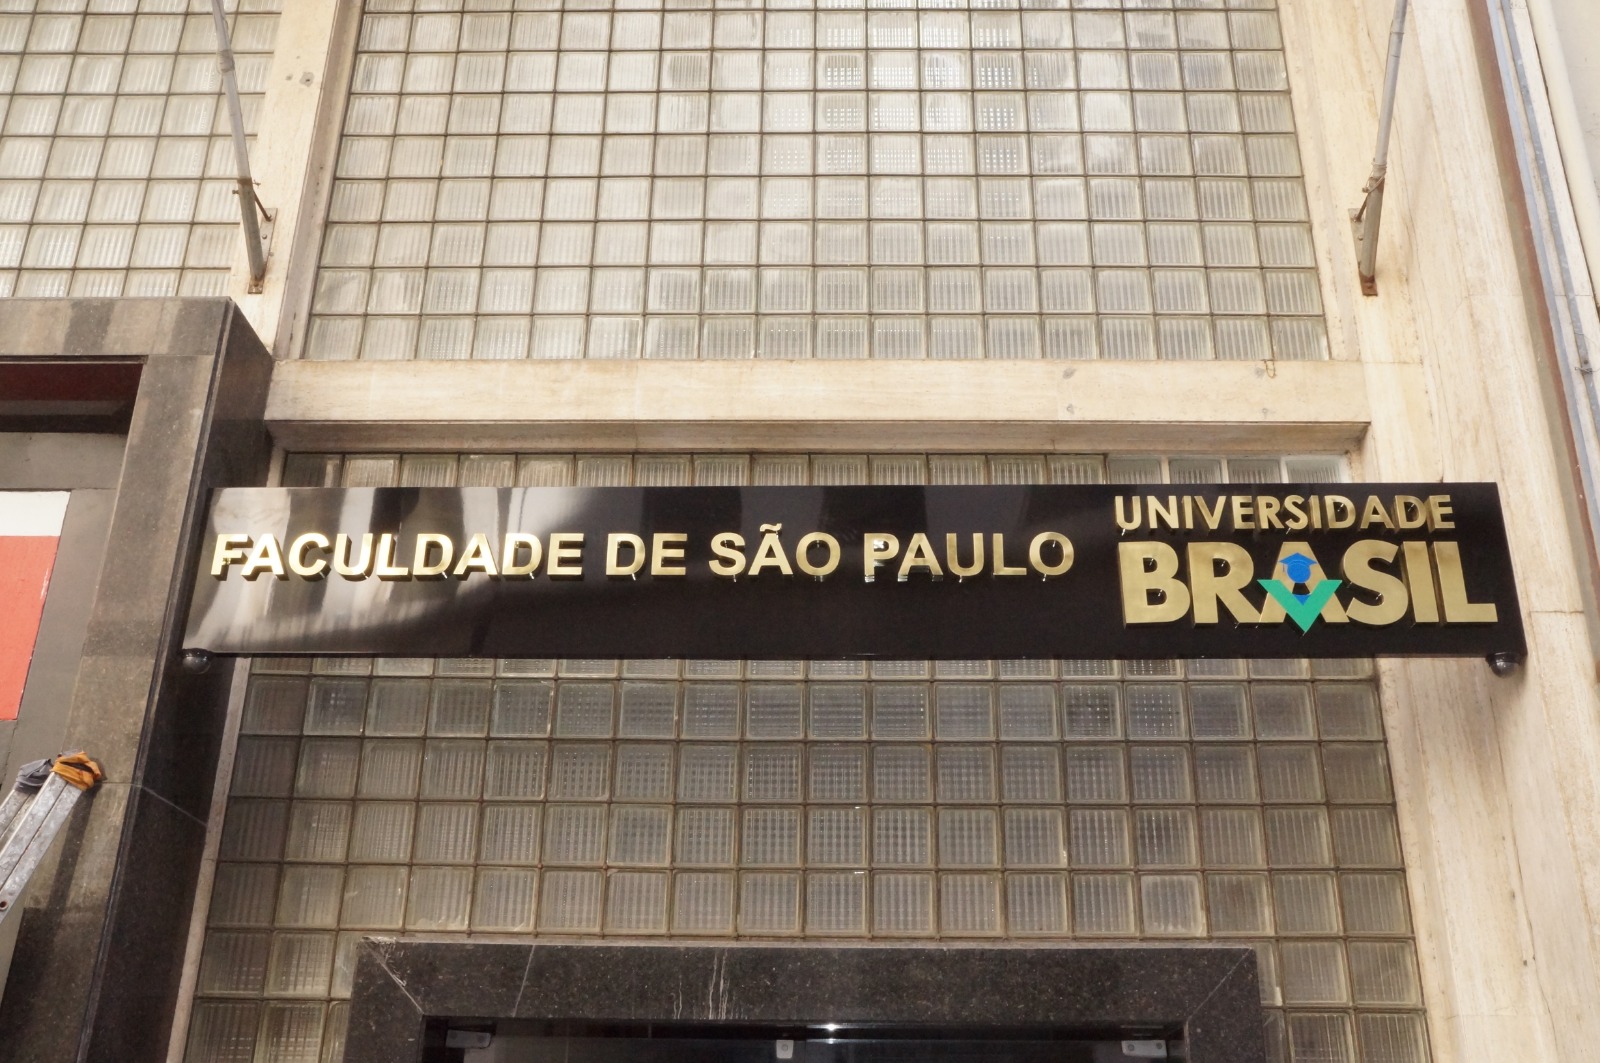 FACULDADE DE SÃO PAULO
UNIVERSIDADE
BRASIL